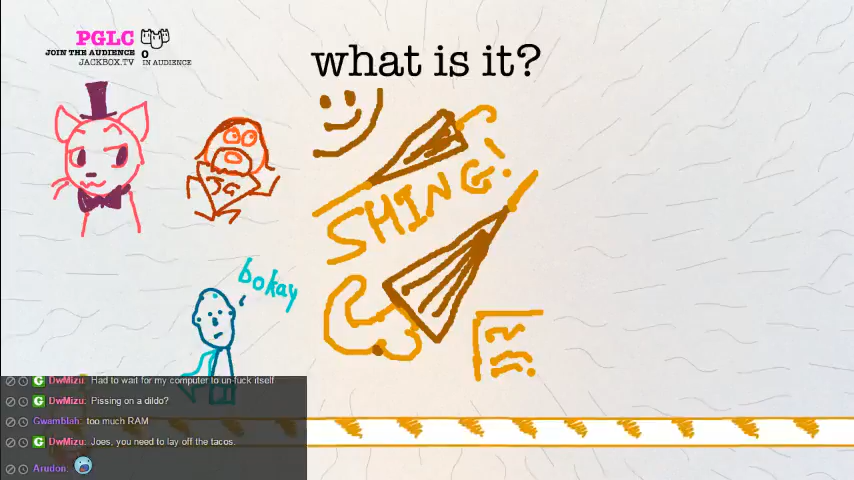 PGLC
JOIN THE AUDIENCE
JACKBOX.TV
0
IN AUDIENCE
what is it?
JG
SHING!
bokay
DwMizu: Had to wait for my computer to un-fuck itself
DwMizu: Pissing on a dildo?
Gwamblah: too much RAM
DwMizu: Joes, you need to lay off the tacos.
Arudon: